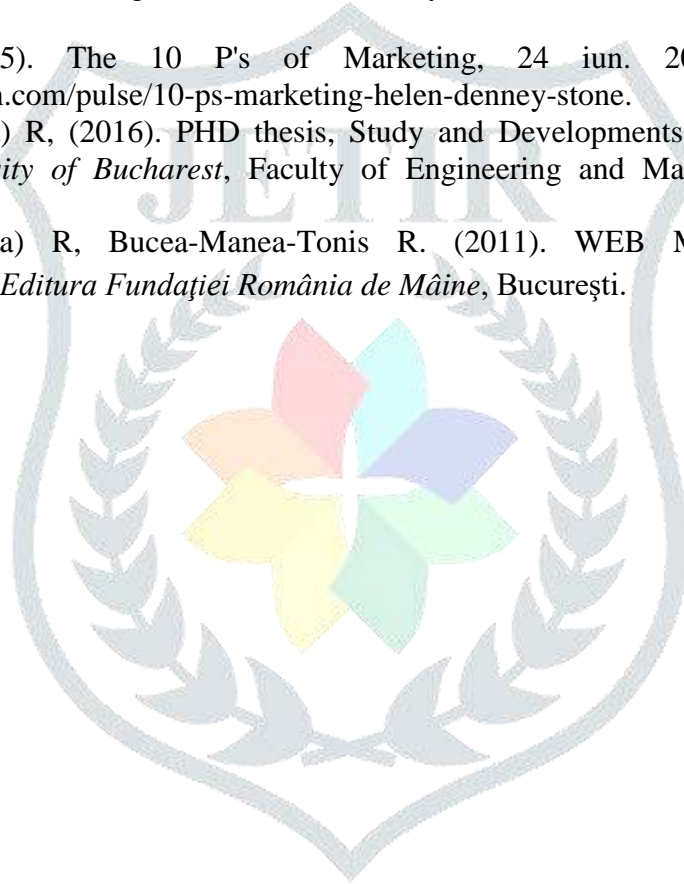 5). The 10 P's of Marketing, 24 iun. 20
n.com/pulse/10-ps-marketing-helen-denney-stone.
) R, (2016). PHD thesis, Study and Developments
ity of Bucharest, Faculty of Engineering and Ma
JETIR
a) R, Bucea-Manea-Tonis R. (2011). WEB M
Editura Fundaţiei România de Mâine, Bucureşti.